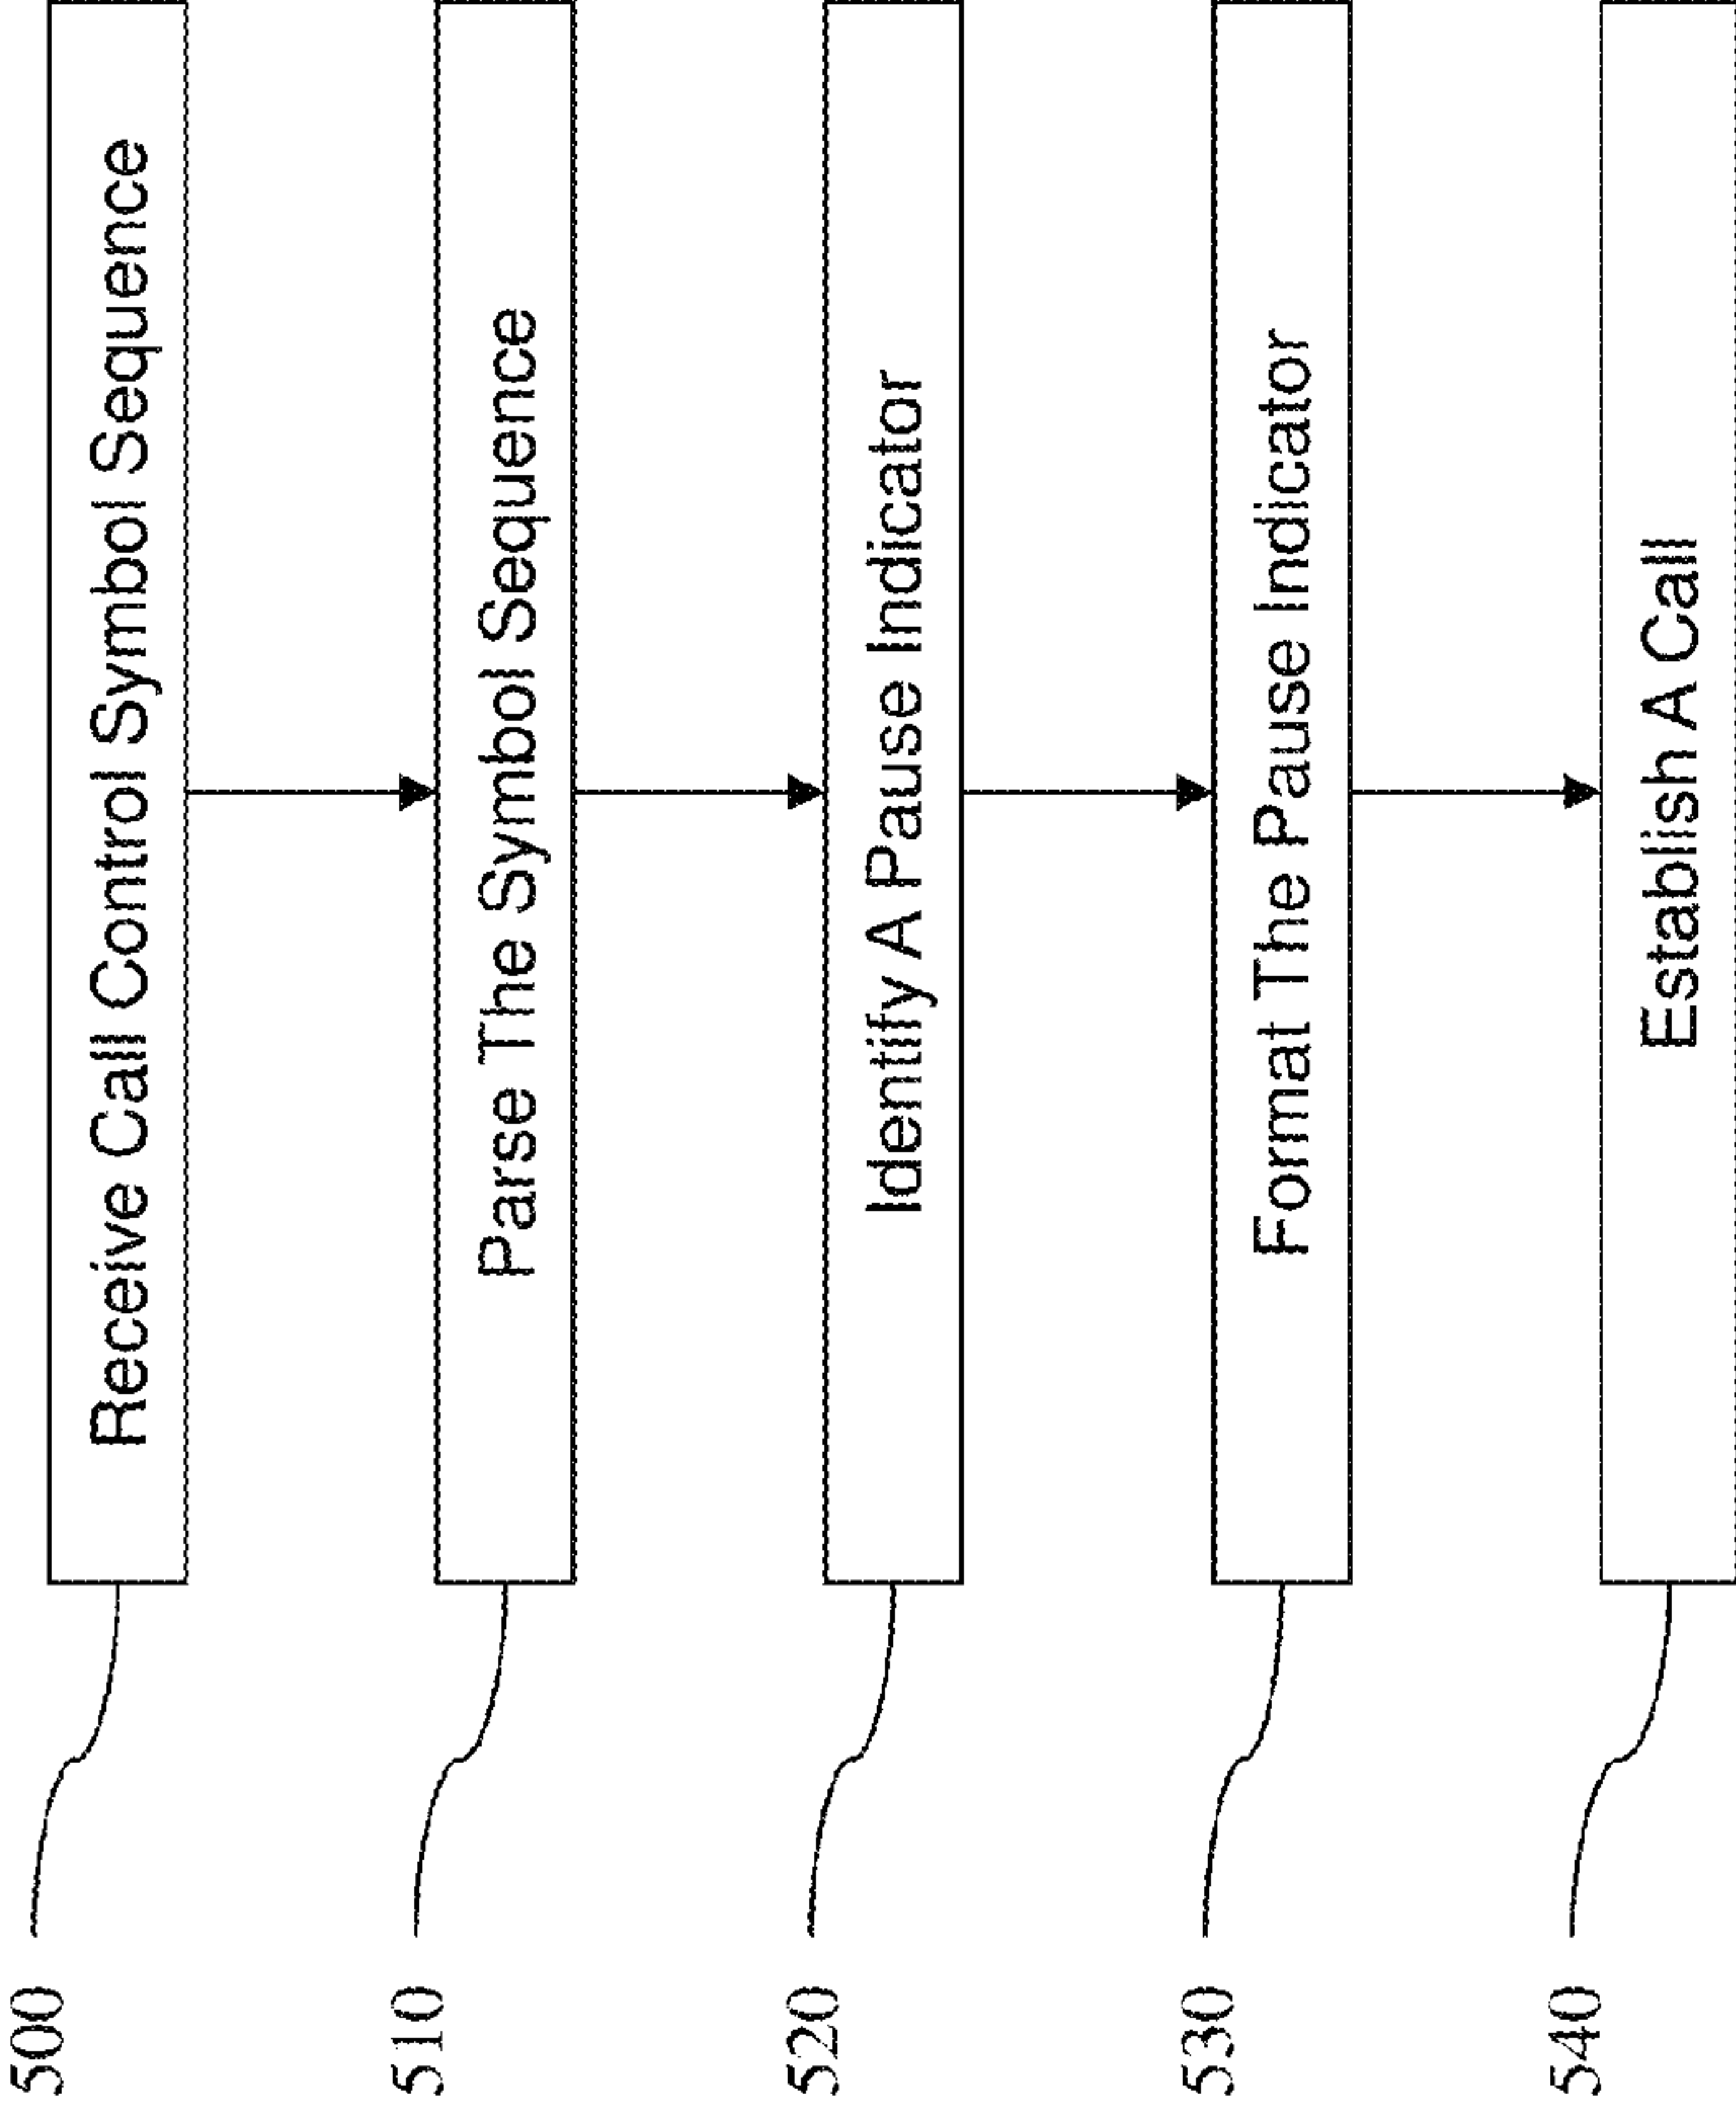 500
Receive Call Control Symbol Sequence
510
Parse The Symbol Sequence
520
Identify A Pause Indicator
530
Format The Pause Indicator
540
Establish A Call